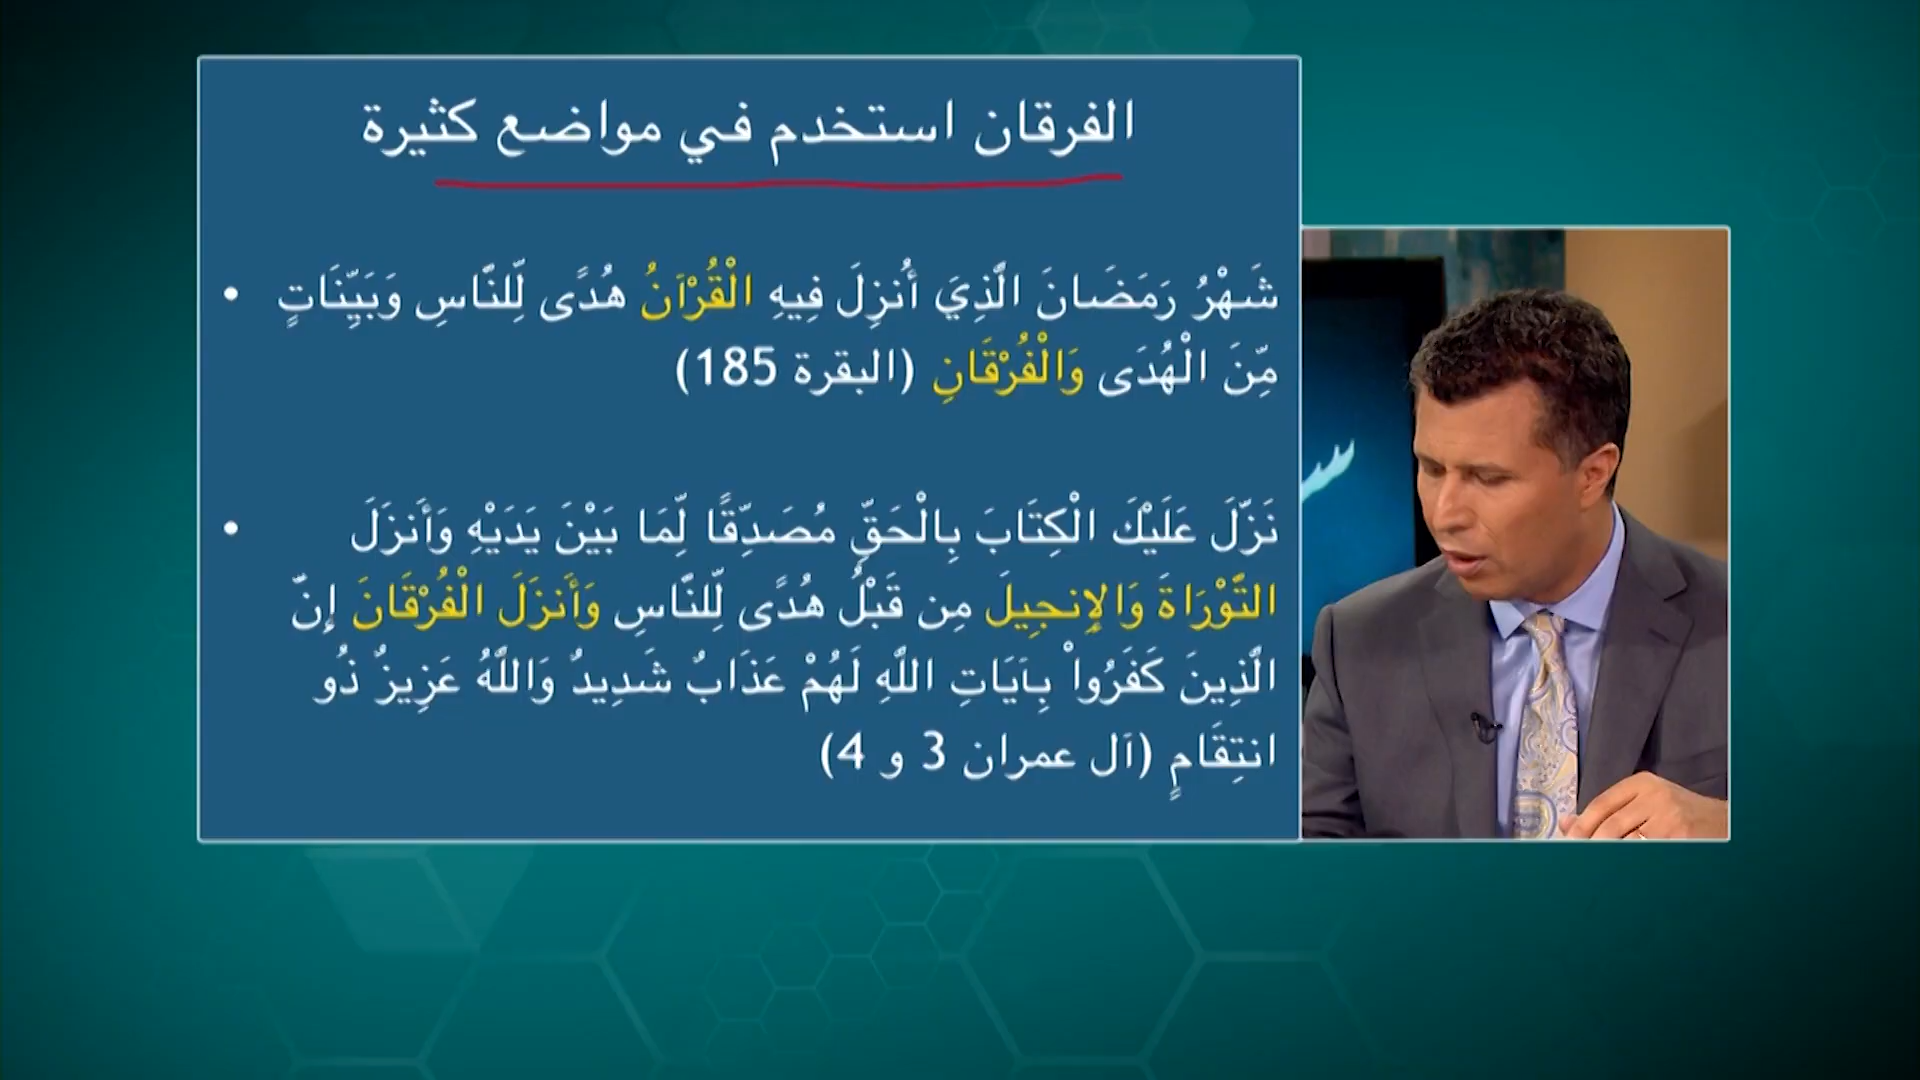 الفرقان استخدم في مواضع كثيرة
• شَهْرُ رَمَضَانَ الَّذِيَ أُنزِلَ فِيهِ الْقُرْآنُ هُدًى لِّلنَّاسِ وَبَيِّنَاتٍ
مِّنَ الْهُدَى وَالْفُرْقَانِ (البقرة 185)
• نَزَّلَ عَلَيْكَ الْكِتَابَ بِالْحَقِّ مُصَدِّقًا لِّمَا بَيْنَ يَدَيْهِ وَأَنزَلَ
التَّوْرَاةَ وَالإِنجِيلَ مِن قَبْلُ هُدًى لِّلنَّاسِ وَأَنزَلَ الْفُرْقَانَ إِنَّ
الَّذِينَ كَفَرُواْ بِآيَاتِ اللَّهِ لَهُمْ عَذَابٌ شَدِيدٌ وَاللَّهُ عَزِيزٌ ذُو
انتِقَامٍ (آل عمران 3 و 4)